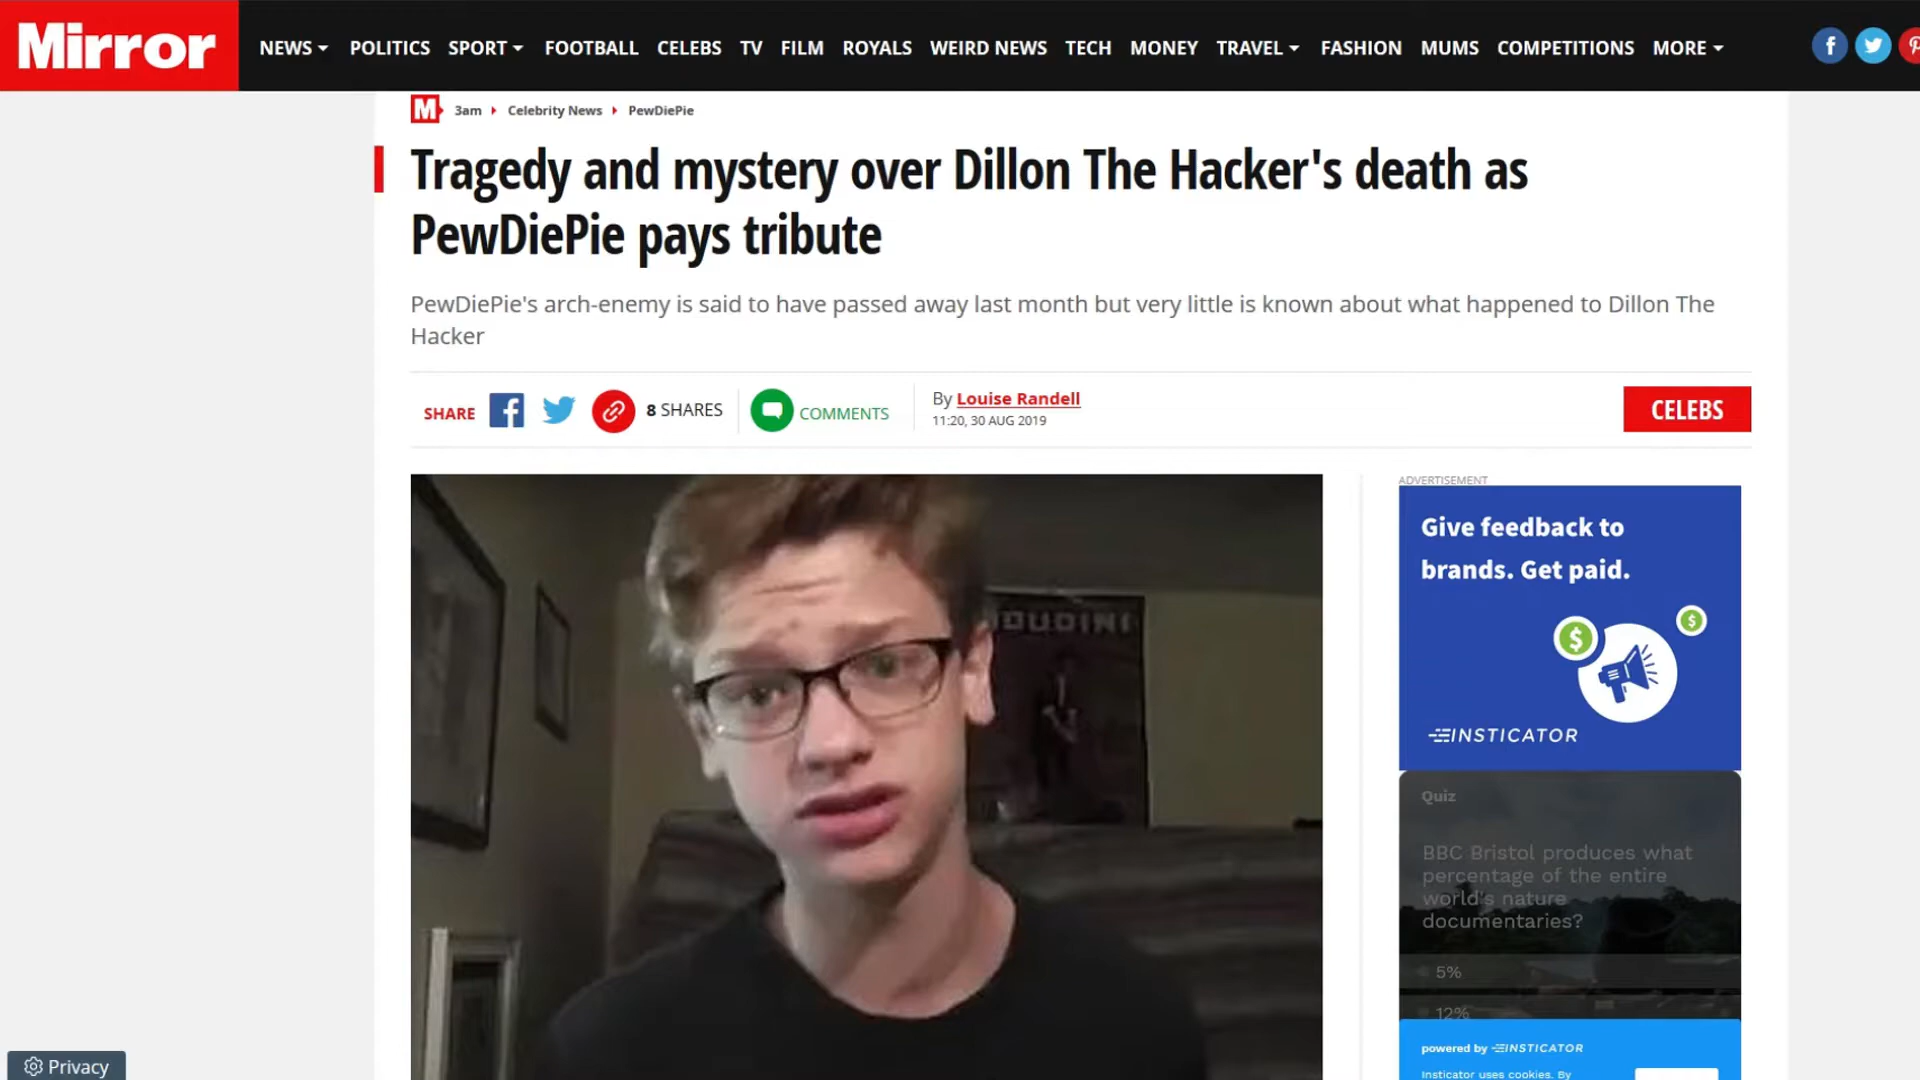 Mirror
NEWS POLITICS SPORT FOOTBALL CELEBS TV FILM ROYALS WEIRD NEWS TECH MONEY TRAVEL FASHION MUMS COMPETITIONS MORE
M 3am Celebrity News PewDiePie
Tragedy and mystery over Dillon The Hacker's death as
PewDiePie pays tribute
PewDiePie's arch-enemy is said to have passed away last month but very little is known about what happened to Dillon The
Hacker
SHARE 8 SHARES COMMENTS
By Louise Randell
11:20, 30 AUG 2019
CELEBS
HOUDINI
ADVERTISEMENT
Give feedback to
brands. Get paid.
INSTICATOR
Quiz
BBC Bristol produces what
percentage of the entire
world's nature
documentaries?
5%
12%
powered by INSTICATOR
Insticator uses cookies. By
Privacy